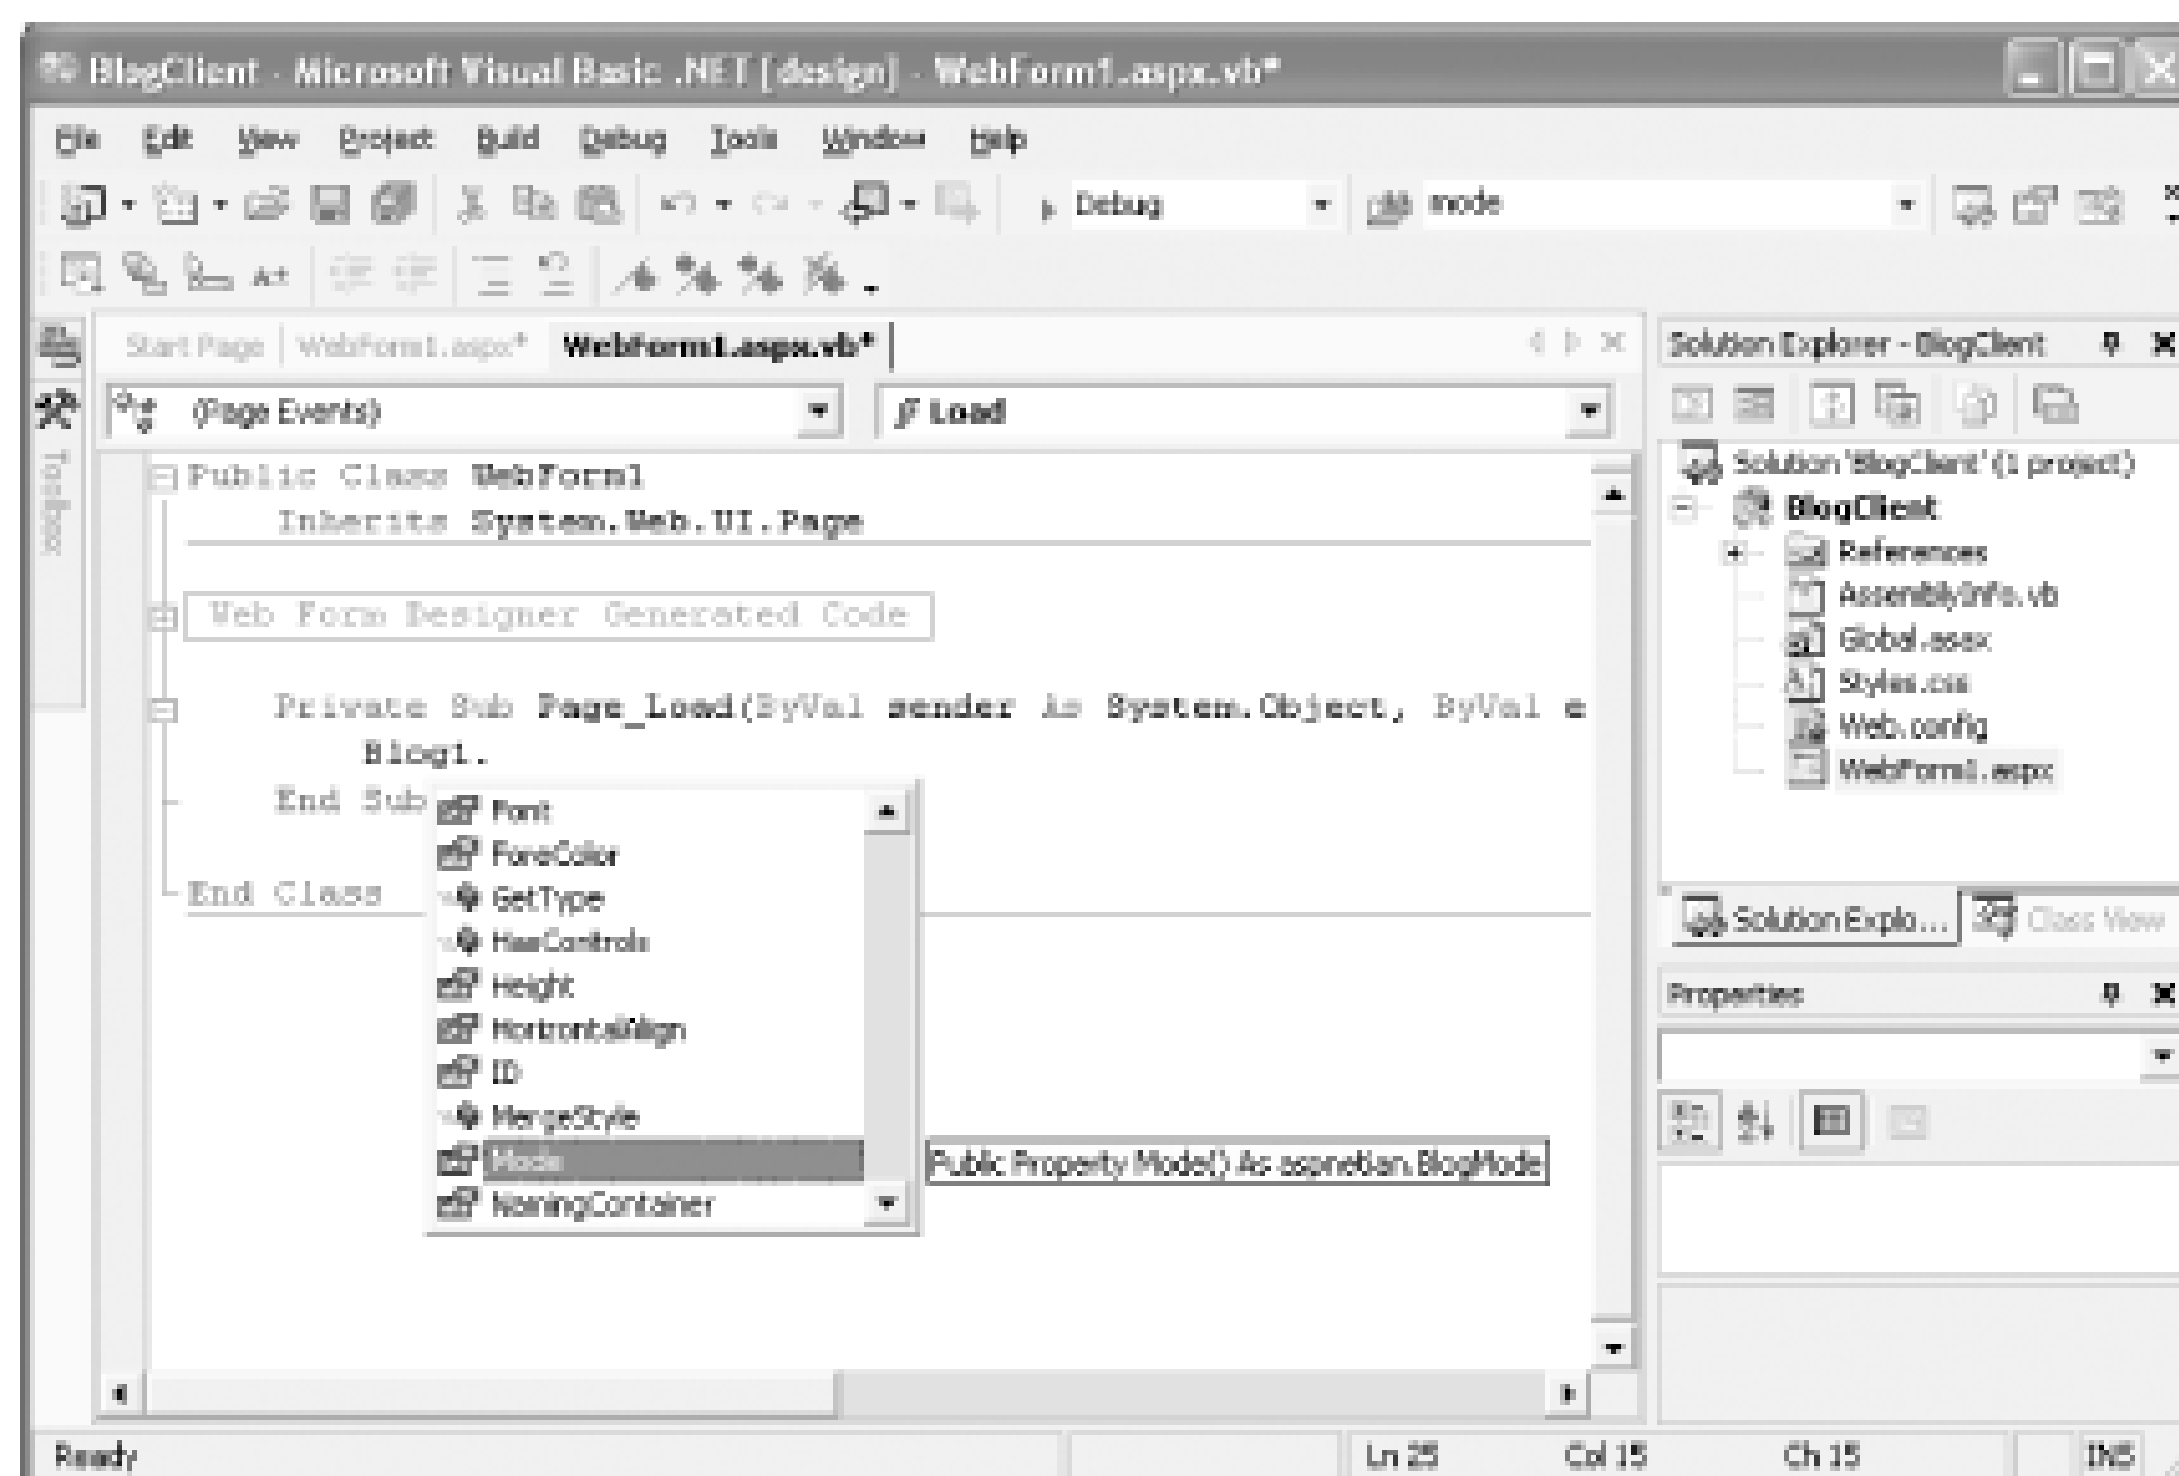 BlogClient - Microsoft Visual Basic .NET [design] - WebForm1.aspx.vb*
File Edit View Project Build Debug Tools Window Help
Debug mode
Start Page WebForm1.aspx* WebForm1.aspx.vb*
(Page Events) Load
Toolbox
Public Class WebForm1
Inherits System.Web.UI.Page
Web Form Designer Generated Code
Private Sub Page_Load(ByVal sender As System.Object, ByVal e
Blog1.
End Sub
End Class
Font
ForeColor
GetType
HasControls
Height
HorizontalAlign
ID
MergeStyle
Mode
NamingContainer
Public Property Mode() As aspnetian.BlogMode
Solution Explorer - BlogClient
Solution 'BlogClient' (1 project)
BlogClient
References
AssemblyInfo.vb
Global.asax
Styles.css
Web.config
WebForm1.aspx
Solution Explo... Class View
Properties
Ready Ln 25 Col 15 Ch 15 INS